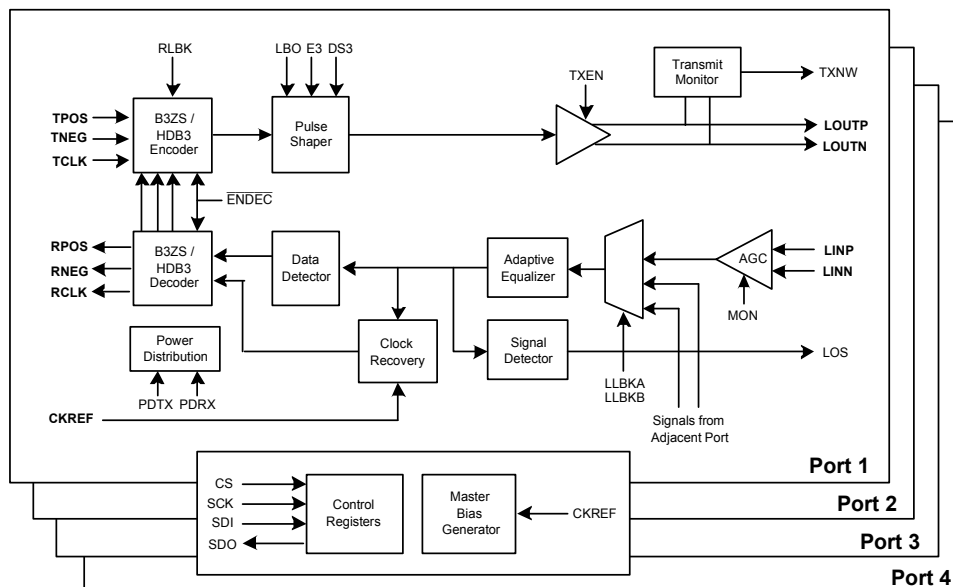 RLBK
LBO E3 DS3
TXEN
Transmit
Monitor
TXNW
TPOS
TNEG
TCLK
B3ZS /
HDB3
Encoder
Pulse
Shaper
LOUTP
LOUTN
ENDEC
RPOS
RNEG
RCLK
B3ZS /
HDB3
Decoder
Data
Detector
Adaptive
Equalizer
AGC
LINP
LINN
MON
Power
Distribution
Clock
Recovery
Signal
Detector
LOS
PDTX PDRX
LLBKA
LLBKB
CKREF
Signals from
Adjacent Port
Port 1
CS
SCK
SDI
SDO
Control
Registers
Master
Bias
Generator
CKREF
Port 2
Port 3
Port 4